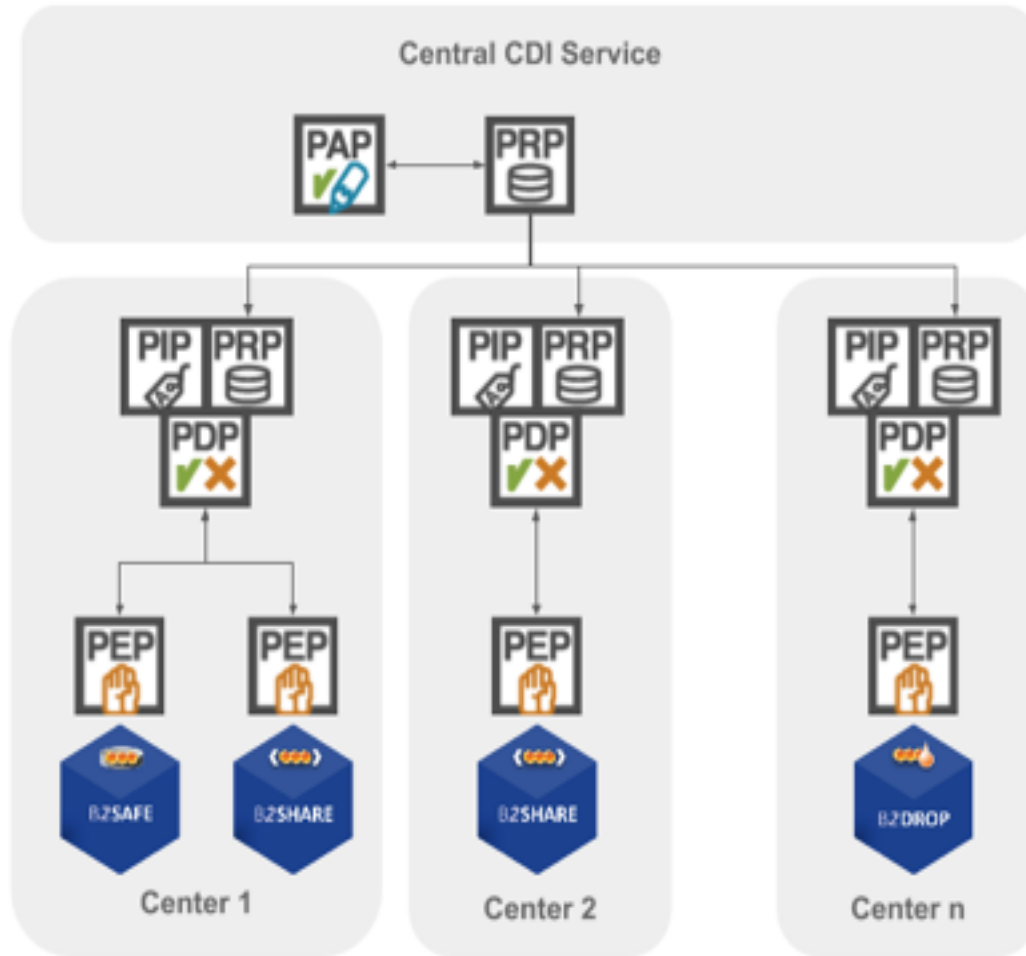 Central CDI Service
PAP PRP
PIP PRP PIP PRP PIP PRP
PDP PDP PDP
PEP PEP PEP PEP
B2SAFE B2SHARE B2SHARE B2DROP
Center 1 Center 2 Center n